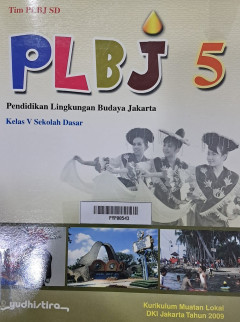 Tim PLBJ SD
PLBJ 5
Pendidikan Lingkungan Budaya Jakarta
Kelas V Sekolah Dasar
yudhistira
Kurikulum Muatan Lokal
DKI Jakarta Tahun 2009